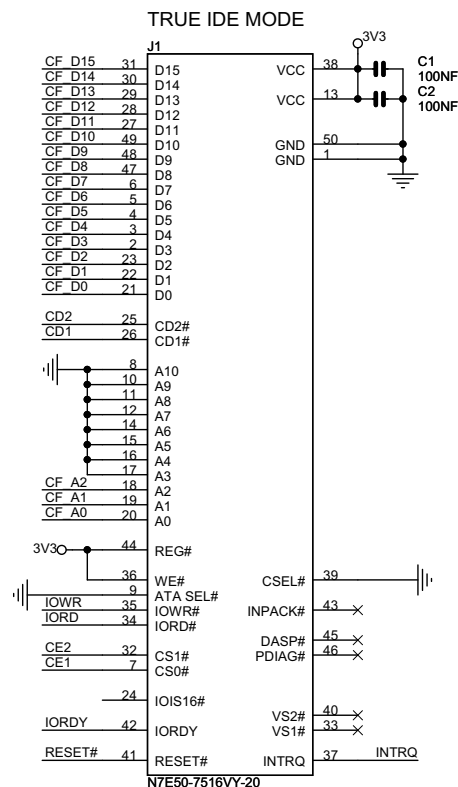 TRUE IDE MODE
J1
3V3
CF_D15 31 D15 VCC 38 C1
100NF
CF_D14 30 D14
CF_D13 29 D13 VCC 13 C2
100NF
CF_D12 28 D12
CF_D11 27 D11
CF_D10 49 D10 GND 50
CF_D9 48 D9 GND 1
CF_D8 47 D8
CF_D7 6 D7
CF_D6 5 D6
CF_D5 4 D5
CF_D4 3 D4
CF_D3 2 D3
CF_D2 23 D2
CF_D1 22 D1
CF_D0 21 D0
CD2 25 CD2#
CD1 26 CD1#
8 A10
10 A9
11 A8
12 A7
14 A6
15 A5
16 A4
17 A3
CF_A2 18 A2
CF_A1 19 A1
CF_A0 20 A0
3V3 44 REG#
36 WE# CSEL# 39
9 ATA SEL#
IOWR 35 IOWR# INPACK# 43
IORD 34 IORD#
DASP# 45
CE2 32 CS1# PDIAG# 46
CE1 7 CS0#
24 IOIS16#
VS2# 40
IORDY 42 IORDY VS1# 33
RESET# 41 RESET# INTRQ 37 INTRQ
N7E50-7516VY-20